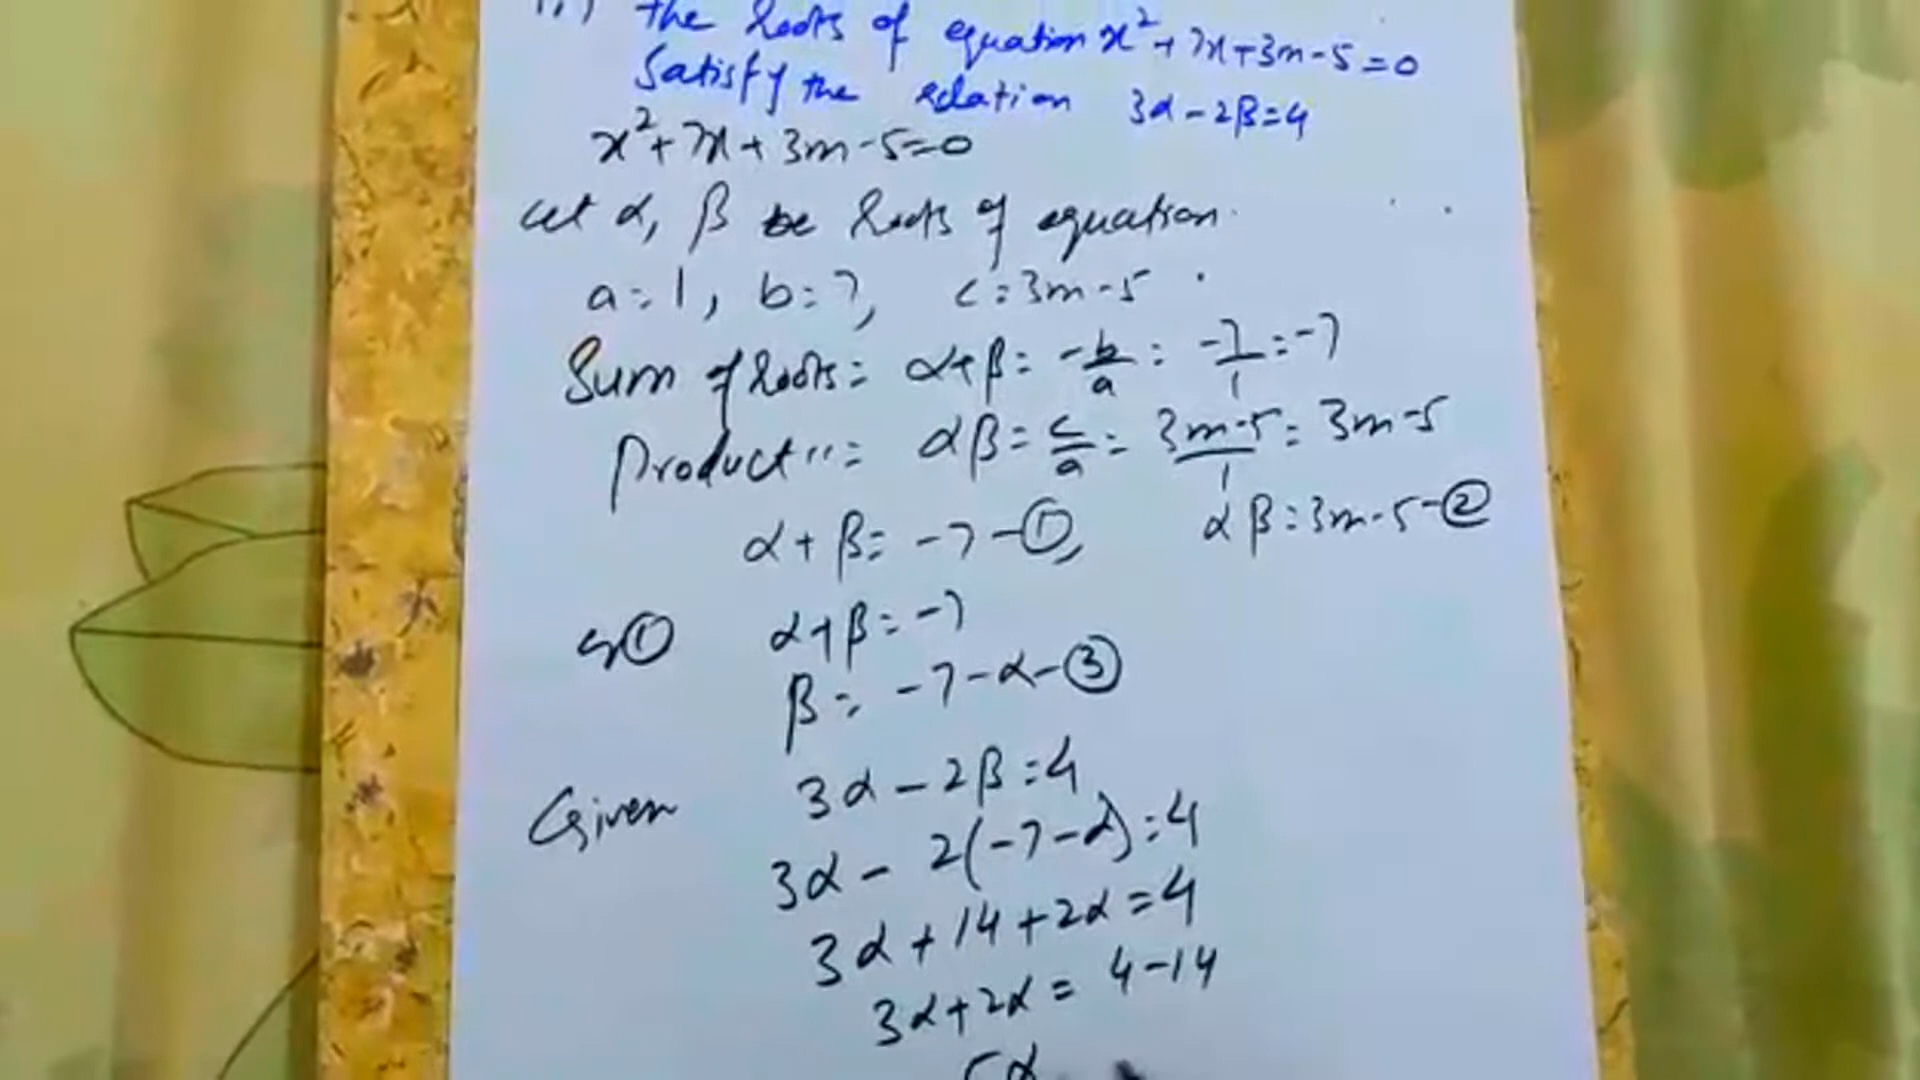 the roots of equation x²+7x+3m-5=0
Satisfy the relation 3α-2β=4
x²+7x+3m-5=0
Let α, β be roots of equation.
a=1, b=7, c=3m-5
Sum of roots= α+β= -b/a = -7/1 =-7
Product "= αβ= c/a = 3m-5/1 = 3m-5
α+β= -7-①, αβ=3m-5-②
① α+β=-7
β= -7-α-③
Given 3α-2β=4
3α- 2(-7-α)=4
3α+14+2α=4
3α+2α= 4-14
5α